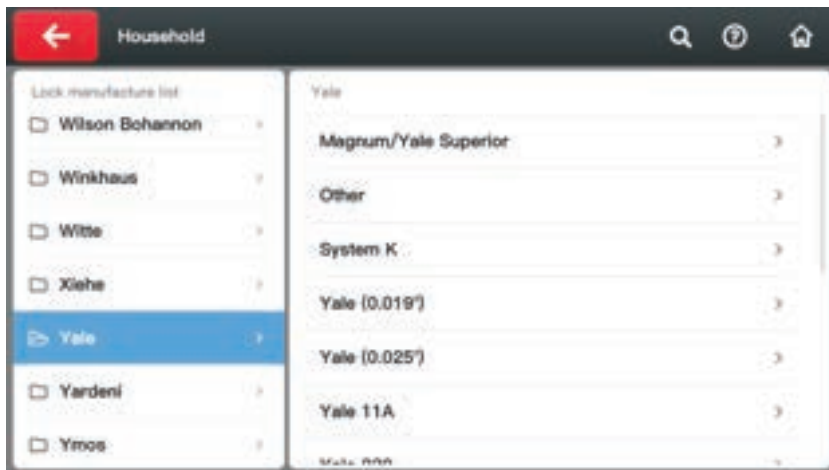 Household
Lock manufacture list
Wilson Bohannon
Winkhaus
Witte
Xiehe
Yale
Yardeni
Ymos
Yale
Magnum/Yale Superior
Other
System K
Yale (0.019")
Yale (0.025")
Yale 11A